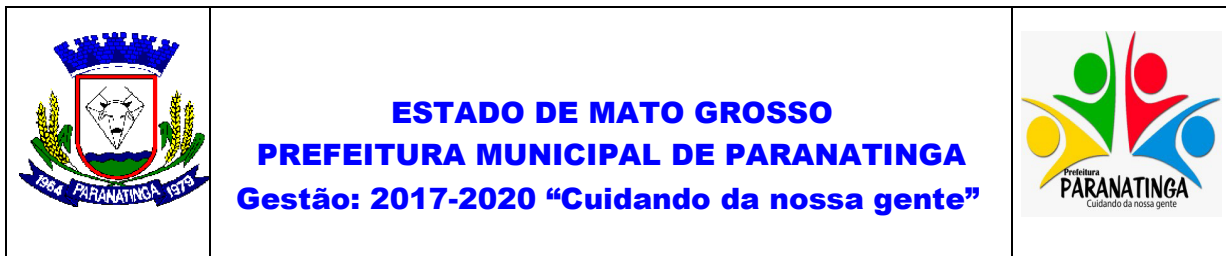 1964 PARANATINGA 1979
ESTADO DE MATO GROSSO
PREFEITURA MUNICIPAL DE PARANATINGA
Gestão: 2017-2020 “Cuidando da nossa gente”
Prefeitura
PARANATINGA
Cuidando da nossa gente